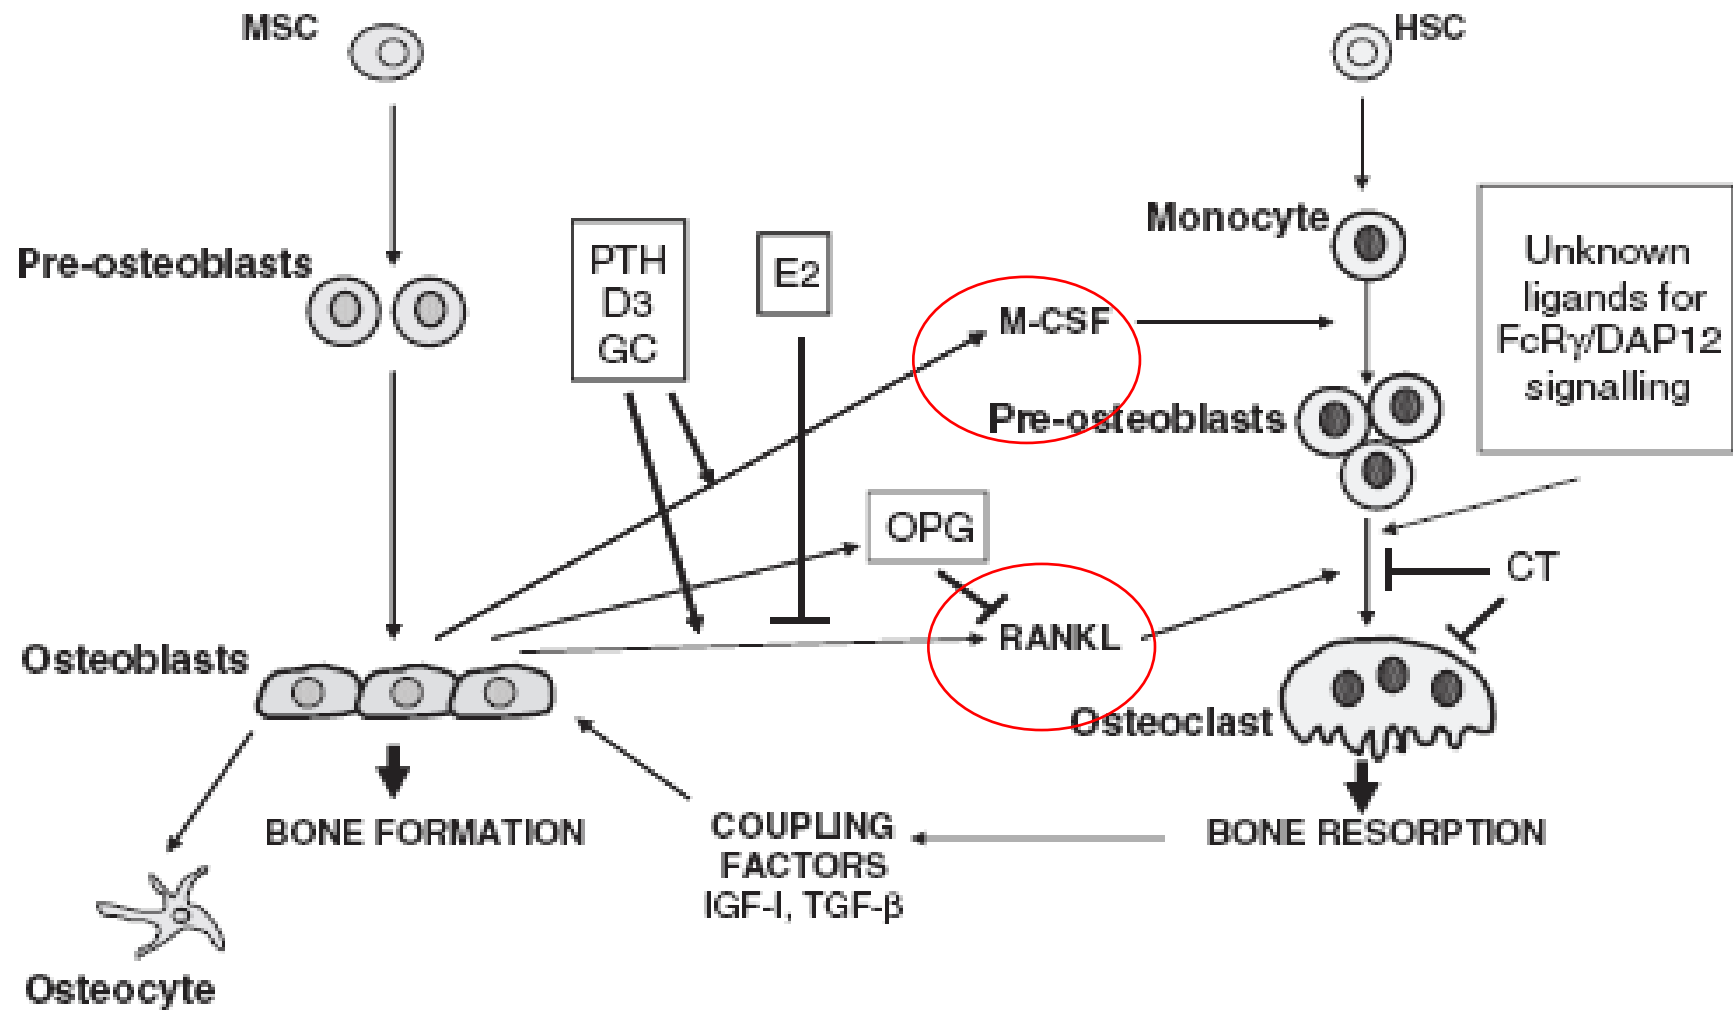 MSC
HSC
Monocyte
Pre-osteoblasts
PTH
D3
GC
E2
Unknown
ligands for
FcRγ/DAP12
signalling
M-CSF
Pre-osteoblasts
OPG
CT
RANKL
Osteoblasts
Osteoclast
BONE FORMATION
COUPLING
FACTORS
IGF-I, TGF-β
BONE RESORPTION
Osteocyte